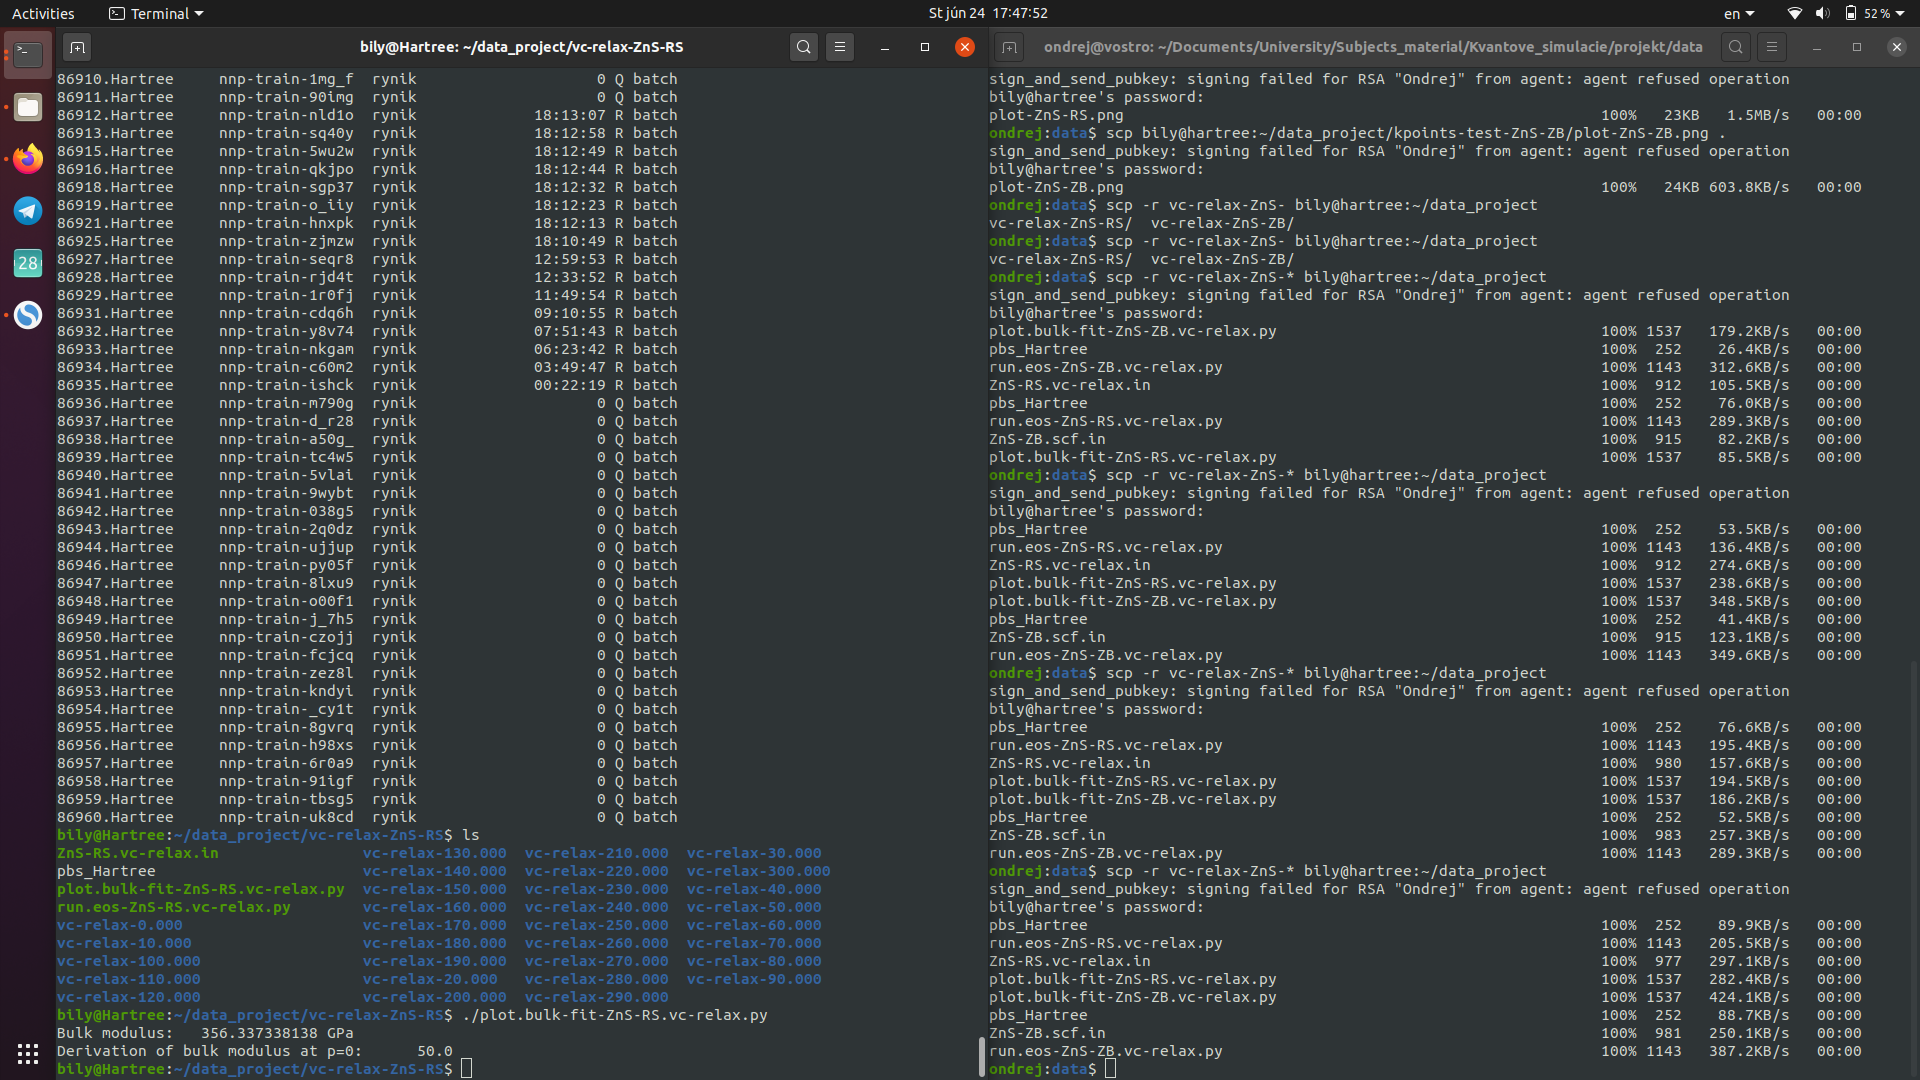 Activities
Terminal
St jún 24 17:47:52
en
52 %
28
bily@Hartree: ~/data_project/vc-relax-ZnS-RS
86910.Hartree nnp-train-1mg_f rynik 0 Q batch
86911.Hartree nnp-train-90img rynik 0 Q batch
86912.Hartree nnp-train-nld1o rynik 18:13:07 R batch
86913.Hartree nnp-train-sq40y rynik 18:12:58 R batch
86915.Hartree nnp-train-5wu2w rynik 18:12:49 R batch
86916.Hartree nnp-train-qkjpo rynik 18:12:44 R batch
86918.Hartree nnp-train-sgp37 rynik 18:12:32 R batch
86919.Hartree nnp-train-o_iiy rynik 18:12:23 R batch
86921.Hartree nnp-train-hnxpk rynik 18:12:13 R batch
86925.Hartree nnp-train-zjmzw rynik 18:10:49 R batch
86927.Hartree nnp-train-seqr8 rynik 12:59:53 R batch
86928.Hartree nnp-train-rjd4t rynik 12:33:52 R batch
86929.Hartree nnp-train-1r0fj rynik 11:49:54 R batch
86931.Hartree nnp-train-cdq6h rynik 09:10:55 R batch
86932.Hartree nnp-train-y8v74 rynik 07:51:43 R batch
86933.Hartree nnp-train-nkgam rynik 06:23:42 R batch
86934.Hartree nnp-train-c60m2 rynik 03:49:47 R batch
86935.Hartree nnp-train-ishck rynik 00:22:19 R batch
86936.Hartree nnp-train-m790g rynik 0 Q batch
86937.Hartree nnp-train-d_r28 rynik 0 Q batch
86938.Hartree nnp-train-a50g_ rynik 0 Q batch
86939.Hartree nnp-train-tc4w5 rynik 0 Q batch
86940.Hartree nnp-train-5vlai rynik 0 Q batch
86941.Hartree nnp-train-9wybt rynik 0 Q batch
86942.Hartree nnp-train-038g5 rynik 0 Q batch
86943.Hartree nnp-train-2q0dz rynik 0 Q batch
86944.Hartree nnp-train-ujjup rynik 0 Q batch
86946.Hartree nnp-train-py05f rynik 0 Q batch
86947.Hartree nnp-train-8lxu9 rynik 0 Q batch
86948.Hartree nnp-train-o00f1 rynik 0 Q batch
86949.Hartree nnp-train-j_7h5 rynik 0 Q batch
86950.Hartree nnp-train-czojj rynik 0 Q batch
86951.Hartree nnp-train-fcjcq rynik 0 Q batch
86952.Hartree nnp-train-zez8l rynik 0 Q batch
86953.Hartree nnp-train-kndyi rynik 0 Q batch
86954.Hartree nnp-train-_cy1t rynik 0 Q batch
86955.Hartree nnp-train-8gvrq rynik 0 Q batch
86956.Hartree nnp-train-h98xs rynik 0 Q batch
86957.Hartree nnp-train-6r0a9 rynik 0 Q batch
86958.Hartree nnp-train-91igf rynik 0 Q batch
86959.Hartree nnp-train-tbsg5 rynik 0 Q batch
86960.Hartree nnp-train-uk8cd rynik 0 Q batch
bily@Hartree:~/data_project/vc-relax-ZnS-RS$ ls
ZnS-RS.vc-relax.in vc-relax-130.000 vc-relax-210.000 vc-relax-30.000
pbs_Hartree vc-relax-140.000 vc-relax-220.000 vc-relax-300.000
plot.bulk-fit-ZnS-RS.vc-relax.py vc-relax-150.000 vc-relax-230.000 vc-relax-40.000
run.eos-ZnS-RS.vc-relax.py vc-relax-160.000 vc-relax-240.000 vc-relax-50.000
vc-relax-0.000 vc-relax-170.000 vc-relax-250.000 vc-relax-60.000
vc-relax-10.000 vc-relax-180.000 vc-relax-260.000 vc-relax-70.000
vc-relax-100.000 vc-relax-190.000 vc-relax-270.000 vc-relax-80.000
vc-relax-110.000 vc-relax-20.000 vc-relax-280.000 vc-relax-90.000
vc-relax-120.000 vc-relax-200.000 vc-relax-290.000
bily@Hartree:~/data_project/vc-relax-ZnS-RS$ ./plot.bulk-fit-ZnS-RS.vc-relax.py
Bulk modulus: 356.337338138 GPa
Derivation of bulk modulus at p=0: 50.0
bily@Hartree:~/data_project/vc-relax-ZnS-RS$
ondrej@vostro: ~/Documents/University/Subjects_material/Kvantove_simulacie/projekt/data
sign_and_send_pubkey: signing failed for RSA "Ondrej" from agent: agent refused operation
bily@hartree's password:
plot-ZnS-RS.png 100% 23KB 1.5MB/s 00:00
ondrej:data$ scp bily@hartree:~/data_project/kpoints-test-ZnS-ZB/plot-ZnS-ZB.png .
sign_and_send_pubkey: signing failed for RSA "Ondrej" from agent: agent refused operation
bily@hartree's password:
plot-ZnS-ZB.png 100% 24KB 603.8KB/s 00:00
ondrej:data$ scp -r vc-relax-ZnS- bily@hartree:~/data_project
vc-relax-ZnS-RS/ vc-relax-ZnS-ZB/
ondrej:data$ scp -r vc-relax-ZnS- bily@hartree:~/data_project
vc-relax-ZnS-RS/ vc-relax-ZnS-ZB/
ondrej:data$ scp -r vc-relax-ZnS-* bily@hartree:~/data_project
sign_and_send_pubkey: signing failed for RSA "Ondrej" from agent: agent refused operation
bily@hartree's password:
plot.bulk-fit-ZnS-ZB.vc-relax.py 100% 1537 179.2KB/s 00:00
pbs_Hartree 100% 252 26.4KB/s 00:00
run.eos-ZnS-ZB.vc-relax.py 100% 1143 312.6KB/s 00:00
ZnS-RS.vc-relax.in 100% 912 105.5KB/s 00:00
pbs_Hartree 100% 252 76.0KB/s 00:00
run.eos-ZnS-RS.vc-relax.py 100% 1143 289.3KB/s 00:00
ZnS-ZB.scf.in 100% 915 82.2KB/s 00:00
plot.bulk-fit-ZnS-RS.vc-relax.py 100% 1537 85.5KB/s 00:00
ondrej:data$ scp -r vc-relax-ZnS-* bily@hartree:~/data_project
sign_and_send_pubkey: signing failed for RSA "Ondrej" from agent: agent refused operation
bily@hartree's password:
pbs_Hartree 100% 252 53.5KB/s 00:00
run.eos-ZnS-RS.vc-relax.py 100% 1143 136.4KB/s 00:00
ZnS-RS.vc-relax.in 100% 912 274.6KB/s 00:00
plot.bulk-fit-ZnS-RS.vc-relax.py 100% 1537 238.6KB/s 00:00
plot.bulk-fit-ZnS-ZB.vc-relax.py 100% 1537 348.5KB/s 00:00
pbs_Hartree 100% 252 41.4KB/s 00:00
ZnS-ZB.scf.in 100% 915 123.1KB/s 00:00
run.eos-ZnS-ZB.vc-relax.py 100% 1143 349.6KB/s 00:00
ondrej:data$ scp -r vc-relax-ZnS-* bily@hartree:~/data_project
sign_and_send_pubkey: signing failed for RSA "Ondrej" from agent: agent refused operation
bily@hartree's password:
pbs_Hartree 100% 252 76.6KB/s 00:00
run.eos-ZnS-RS.vc-relax.py 100% 1143 195.4KB/s 00:00
ZnS-RS.vc-relax.in 100% 980 157.6KB/s 00:00
plot.bulk-fit-ZnS-RS.vc-relax.py 100% 1537 194.5KB/s 00:00
plot.bulk-fit-ZnS-ZB.vc-relax.py 100% 1537 186.2KB/s 00:00
pbs_Hartree 100% 252 52.5KB/s 00:00
ZnS-ZB.scf.in 100% 983 257.3KB/s 00:00
run.eos-ZnS-ZB.vc-relax.py 100% 1143 289.3KB/s 00:00
ondrej:data$ scp -r vc-relax-ZnS-* bily@hartree:~/data_project
sign_and_send_pubkey: signing failed for RSA "Ondrej" from agent: agent refused operation
bily@hartree's password:
pbs_Hartree 100% 252 89.9KB/s 00:00
run.eos-ZnS-RS.vc-relax.py 100% 1143 205.5KB/s 00:00
ZnS-RS.vc-relax.in 100% 977 297.1KB/s 00:00
plot.bulk-fit-ZnS-RS.vc-relax.py 100% 1537 282.4KB/s 00:00
plot.bulk-fit-ZnS-ZB.vc-relax.py 100% 1537 424.1KB/s 00:00
pbs_Hartree 100% 252 88.7KB/s 00:00
ZnS-ZB.scf.in 100% 981 250.1KB/s 00:00
run.eos-ZnS-ZB.vc-relax.py 100% 1143 387.2KB/s 00:00
ondrej:data$